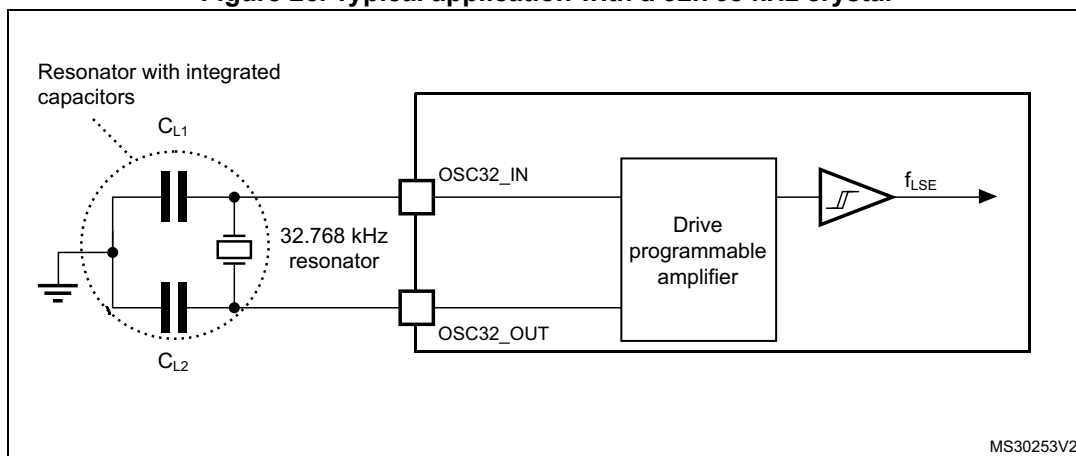 Resonator with integrated
capacitors
C_L1
OSC32_IN
32.768 kHz
resonator
Drive
programmable
amplifier
f_LSE
OSC32_OUT
C_L2
MS30253V2